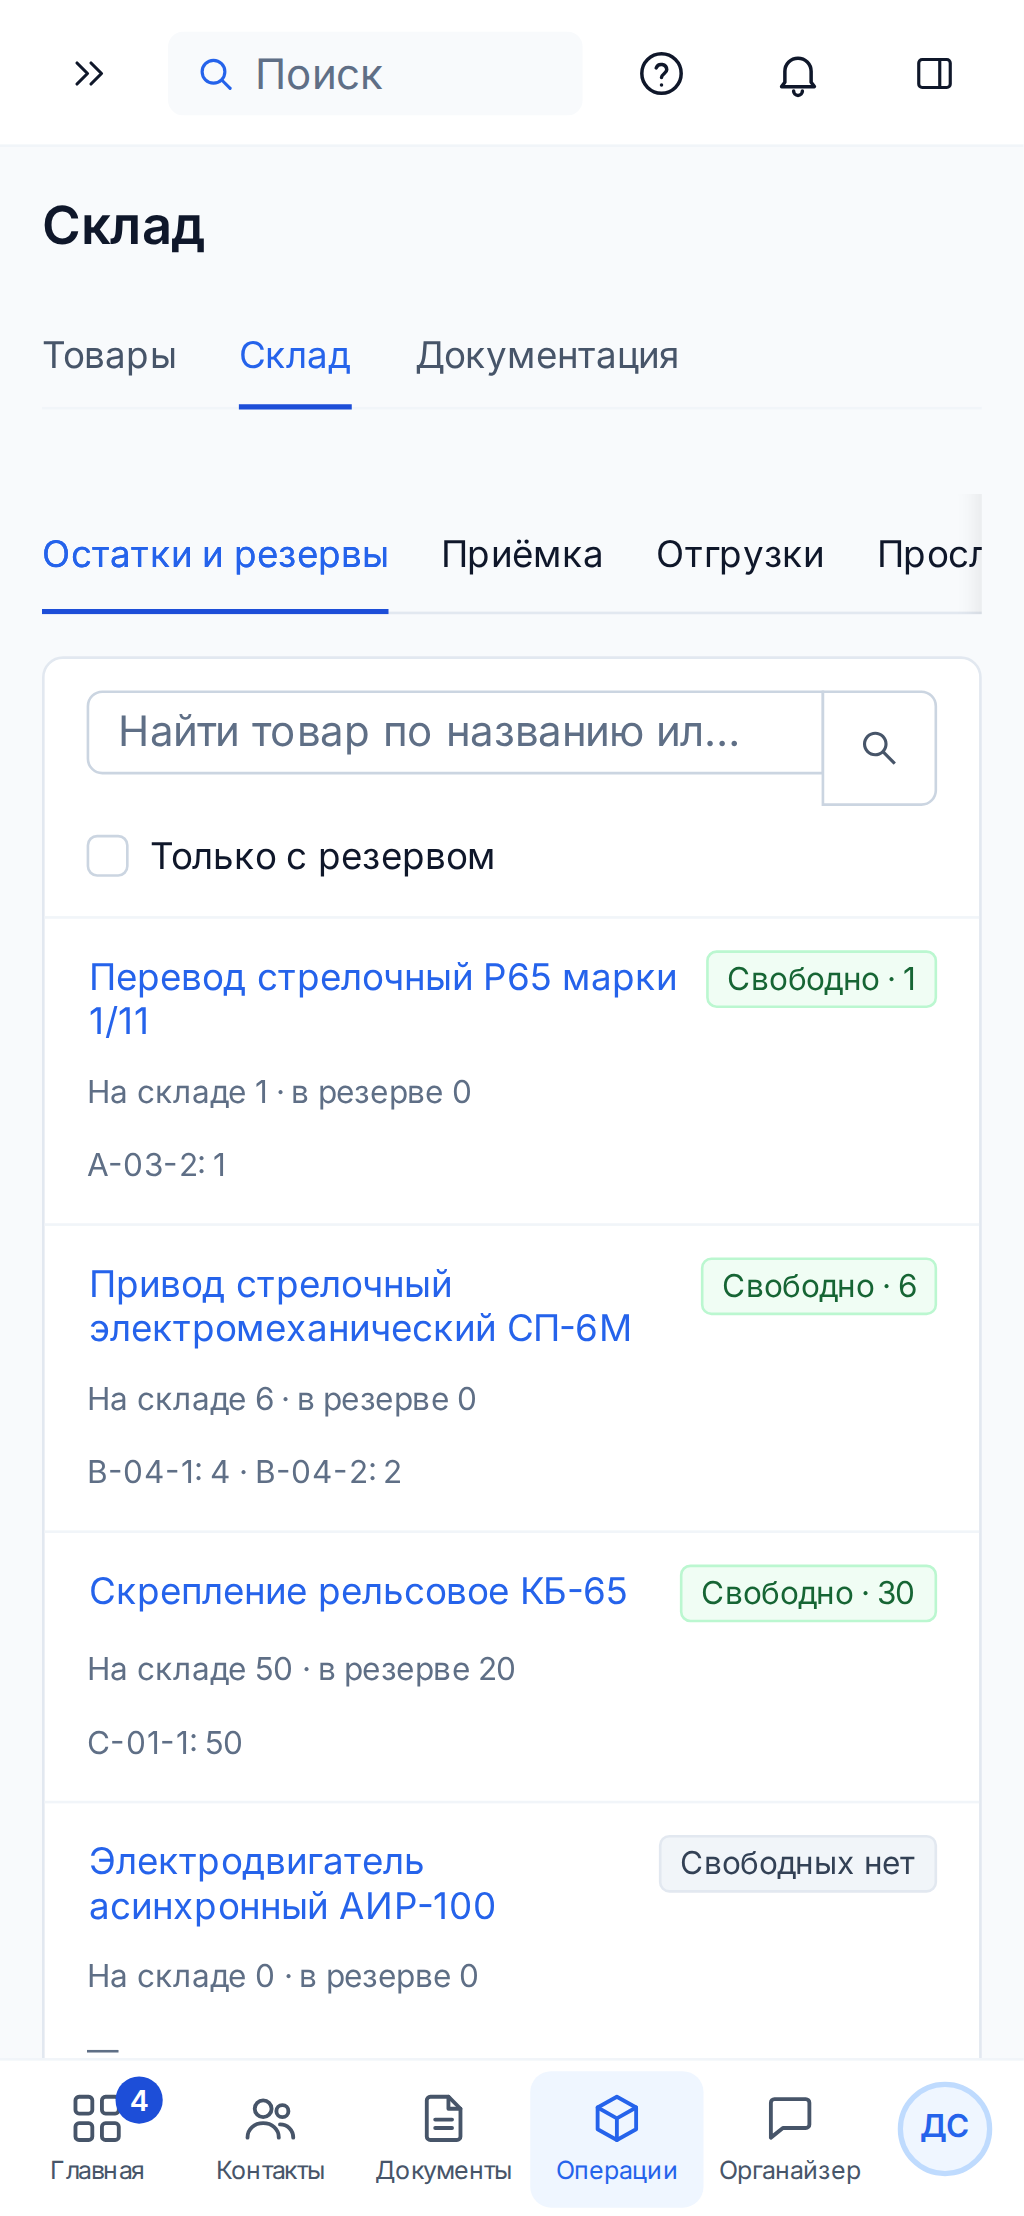 Поиск
Склад
Товары Склад Документация
Остатки и резервы Приёмка Отгрузки Просл
Найти товар по названию ил...
Только с резервом
Перевод стрелочный Р65 марки
1/11
Свободно · 1
На складе 1 · в резерве 0
A-03-2: 1
Привод стрелочный
электромеханический СП-6М
Свободно · 6
На складе 6 · в резерве 0
B-04-1: 4 · B-04-2: 2
Скрепление рельсовое КБ-65
Свободно · 30
На складе 50 · в резерве 20
C-01-1: 50
Электродвигатель
асинхронный АИР-100
Свободных нет
На складе 0 · в резерве 0
—
4
Главная Контакты Документы Операции Органайзер ДС